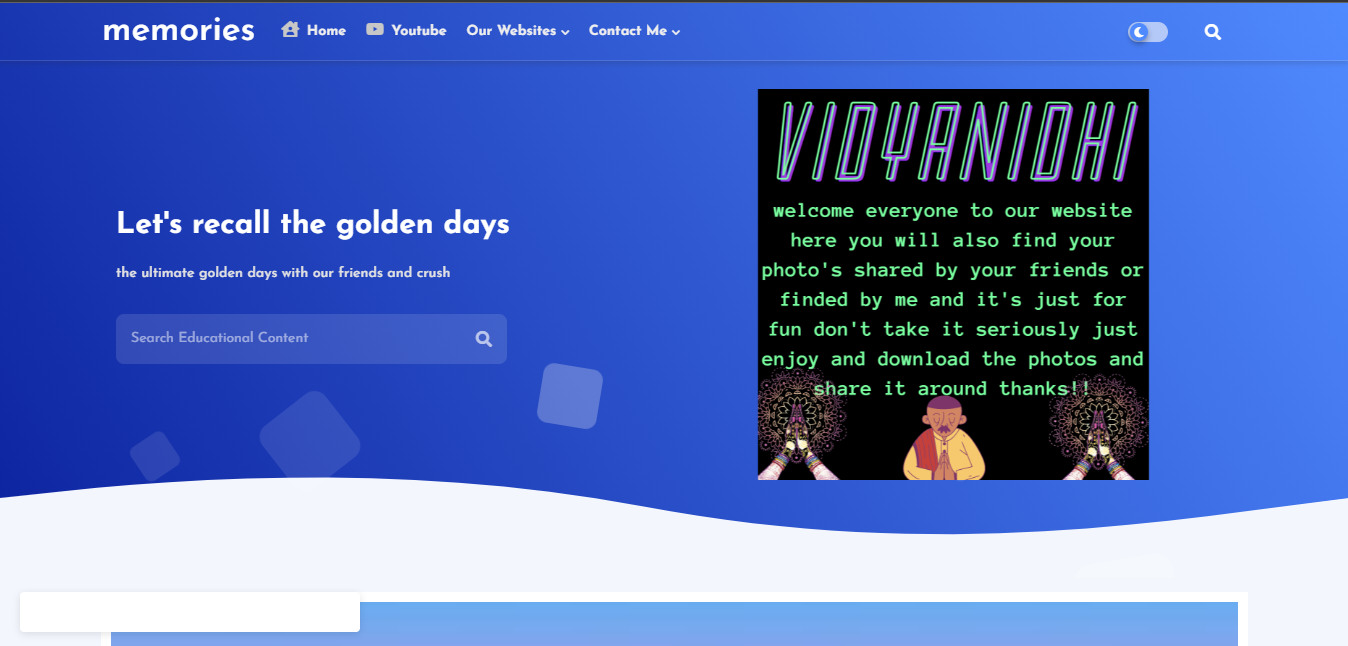 memories
Home
Youtube
Our Websites
Contact Me
Let's recall the golden days
the ultimate golden days with our friends and crush
Search Educational Content
VIDYANIDHI
welcome everyone to our website
here you will also find your
photo's shared by your friends or
finded by me and it's just for
fun don't take it seriously just
enjoy and download the photos and
share it around thanks!!